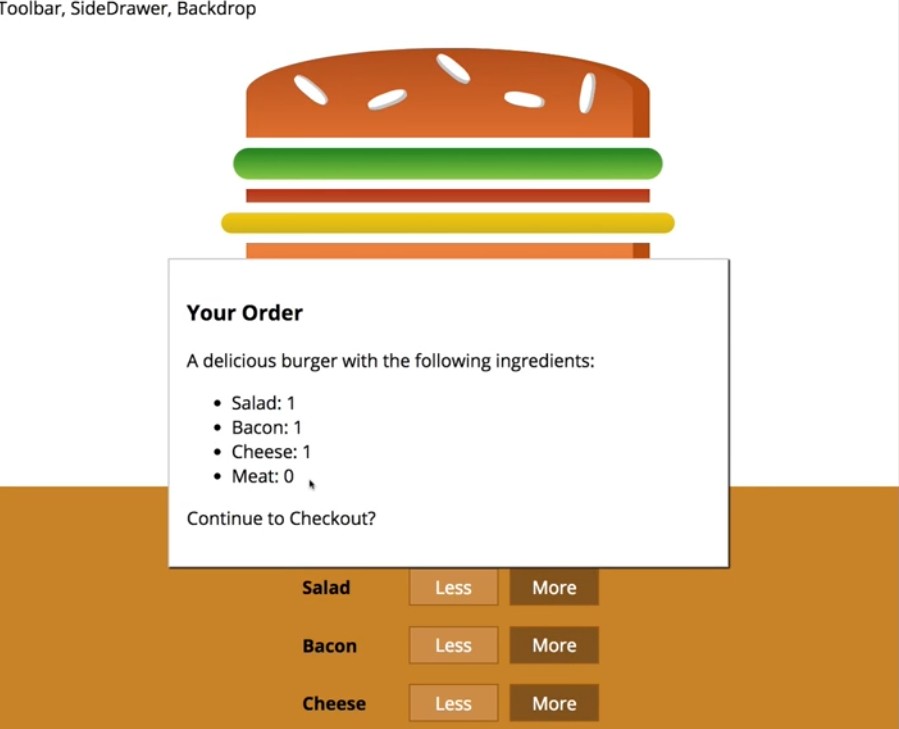 Toolbar, SideDrawer, Backdrop
Your Order
A delicious burger with the following ingredients:
• Salad: 1
• Bacon: 1
• Cheese: 1
• Meat: 0
Continue to Checkout?
Salad Less More
Bacon Less More
Cheese Less More